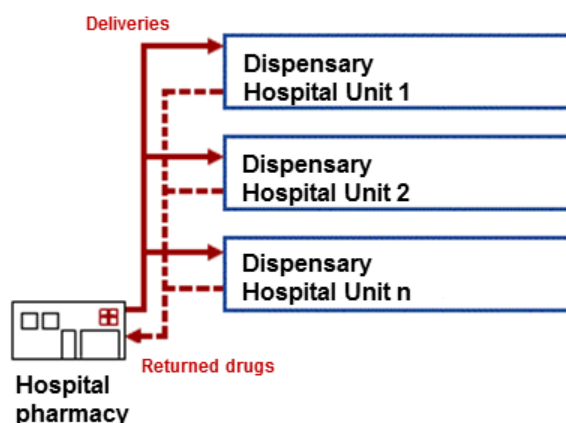 Deliveries
Dispensary
Hospital Unit 1
Dispensary
Hospital Unit 2
Dispensary
Hospital Unit n
Returned drugs
Hospital
pharmacy